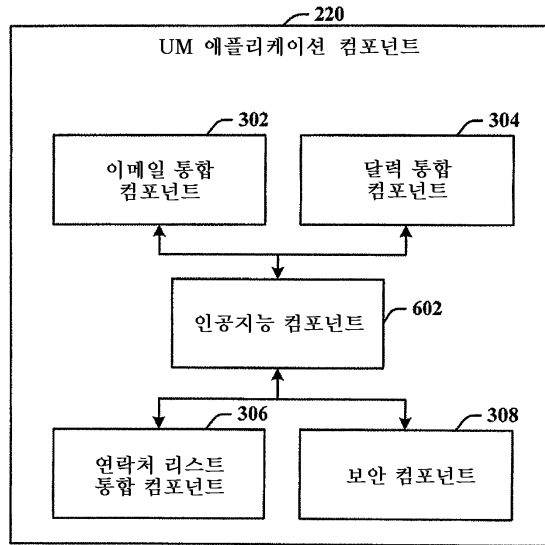 220
UM 애플리케이션 컴포넌트
302
이메일 통합
컴포넌트
304
달력 통합
컴포넌트
인공지능 컴포넌트
602
306
연락처 리스트
통합 컴포넌트
308
보안 컴포넌트